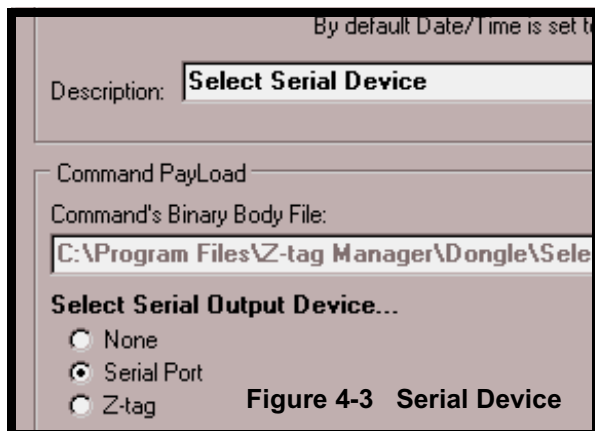 By default Date/Time is set
Description: Select Serial Device
Command PayLoad
Command's Binary Body File:
C:\Program Files\Z-tag Manager\Dongle\Sele
Select Serial Output Device...
None
Serial Port
Z-tag
Figure 4-3 Serial Device